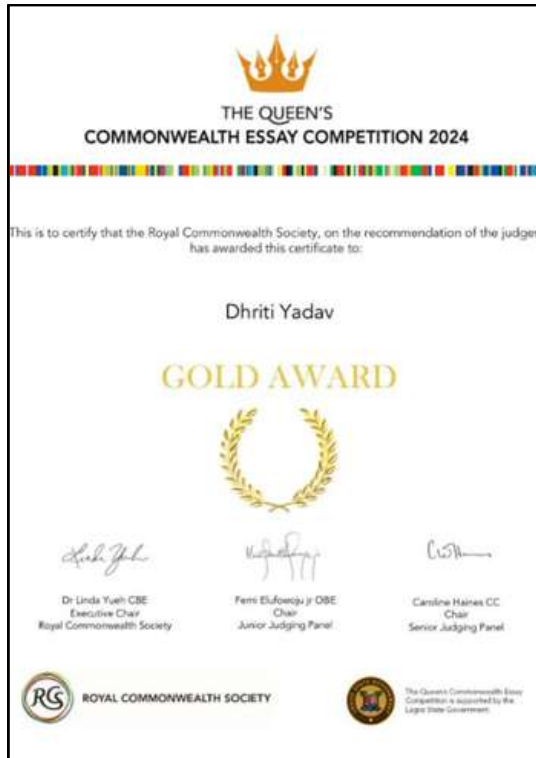 THE QUEEN'S
COMMONWEALTH ESSAY COMPETITION 2024
This is to certify that the Royal Commonwealth Society, on the recommendation of the judges
has awarded this certificate to:
Dhriti Yadav
GOLD AWARD
Dr Linda Yueh CBE
Executive Chair
Royal Commonwealth Society
Femi Elufowoju jr OBE
Chair
Junior Judging Panel
Caroline Haines CC
Chair
Senior Judging Panel
RCS
ROYAL COMMONWEALTH SOCIETY
The Queen's Commonwealth Essay
Competition is supported by the
Lagos State Government